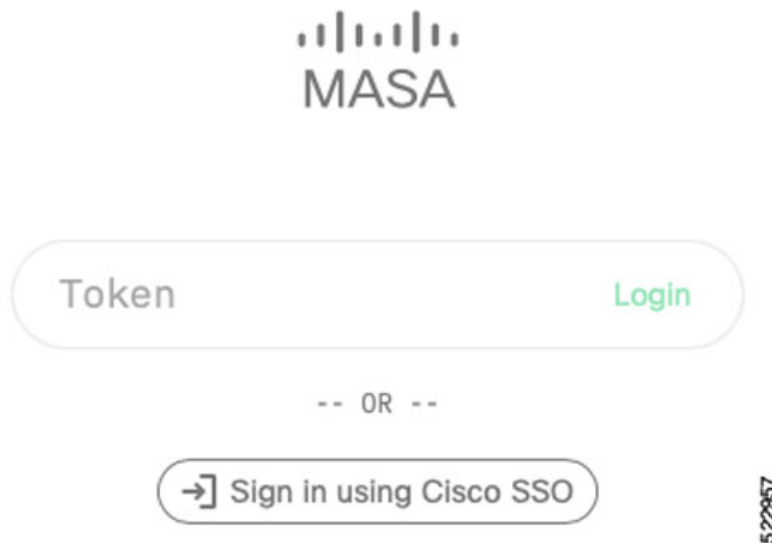 MASA
Token
Login
-- OR --
Sign in using Cisco SSO
522957